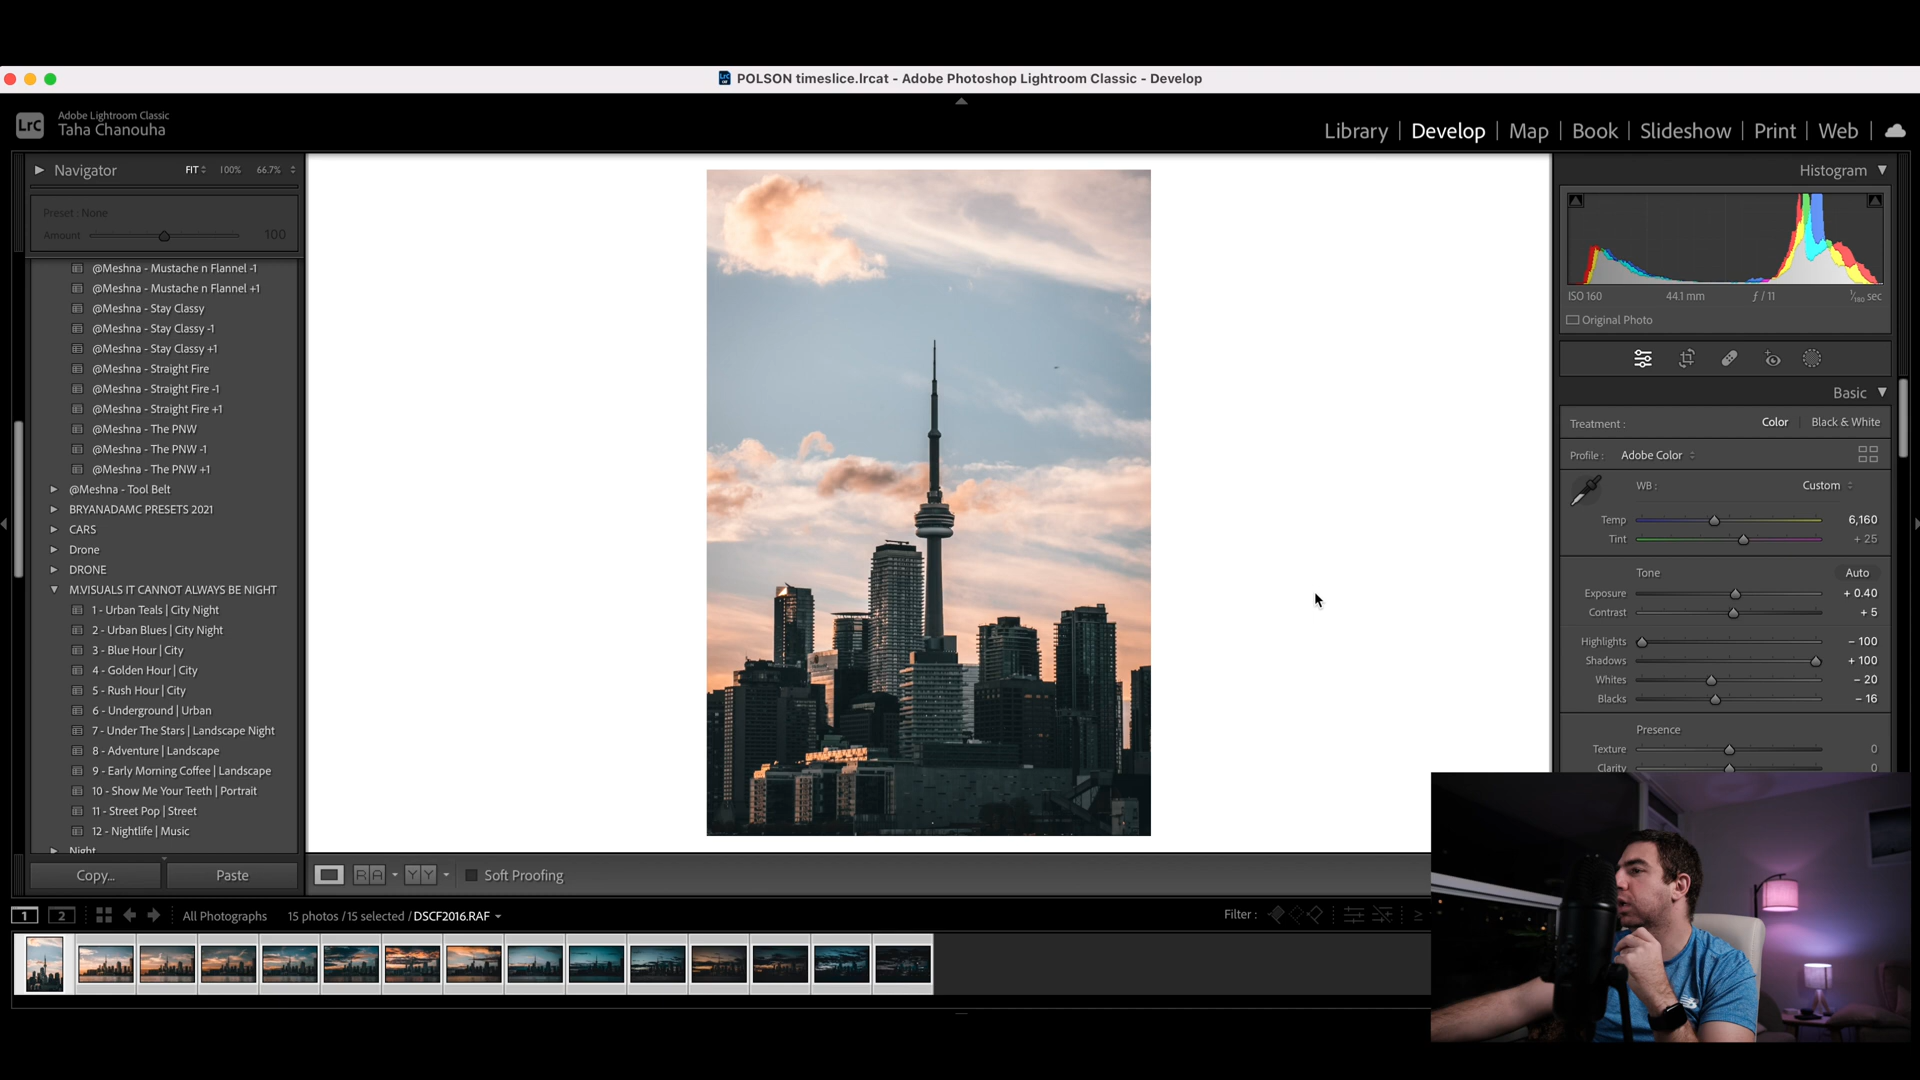 POLSON timeslice.lrcat - Adobe Photoshop Lightroom Classic - Develop
LrC
Adobe Lightroom Classic
Taha Chanouha
Library | Develop | Map | Book | Slideshow | Print | Web |
Navigator FIT 100% 66.7%
Preset : None
Amount 100
@Meshna - Mustache n Flannel -1
@Meshna - Mustache n Flannel +1
@Meshna - Stay Classy
@Meshna - Stay Classy -1
@Meshna - Stay Classy +1
@Meshna - Straight Fire
@Meshna - Straight Fire -1
@Meshna - Straight Fire +1
@Meshna - The PNW
@Meshna - The PNW -1
@Meshna - The PNW +1
@Meshna - Tool Belt
BRYANADAMC PRESETS 2021
CARS
Drone
DRONE
M.VISUALS IT CANNOT ALWAYS BE NIGHT
1 - Urban Teals | City Night
2 - Urban Blues | City Night
3 - Blue Hour | City
4 - Golden Hour | City
5 - Rush Hour | City
6 - Underground | Urban
7 - Under The Stars | Landscape Night
8 - Adventure | Landscape
9 - Early Morning Coffee | Landscape
10 - Show Me Your Teeth | Portrait
11 - Street Pop | Street
12 - Nightlife | Music
Night
Copy... Paste
R A Y Y Soft Proofing
Histogram
ISO 160 44.1 mm ƒ / 11 1/180 sec
Original Photo
Basic
Treatment : Color | Black & White
Profile : Adobe Color
WB : Custom
Temp 6,160
Tint + 25
Tone Auto
Exposure + 0.40
Contrast + 5
Highlights – 100
Shadows + 100
Whites – 20
Blacks – 16
Presence
Texture 0
Clarity 0
1 2 All Photographs 15 photos / 15 selected / DSCF2016.RAF Filter : ≥